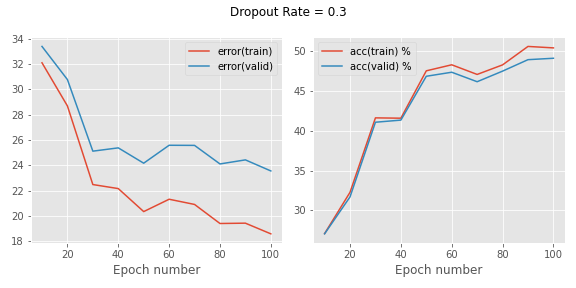 Dropout Rate = 0.3
error(train)
error(valid)
34
32
30
28
26
24
22
20
18
20 40 60 80 100
Epoch number
acc(train) %
acc(valid) %
50
45
40
35
30
20 40 60 80 100
Epoch number